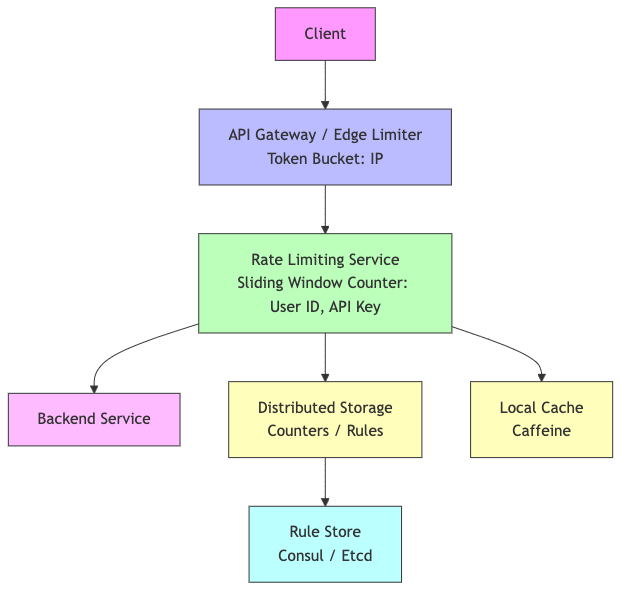 Client
API Gateway / Edge Limiter
Token Bucket: IP
Rate Limiting Service
Sliding Window Counter:
User ID, API Key
Backend Service
Distributed Storage
Counters / Rules
Local Cache
Caffeine
Rule Store
Consul / Etcd